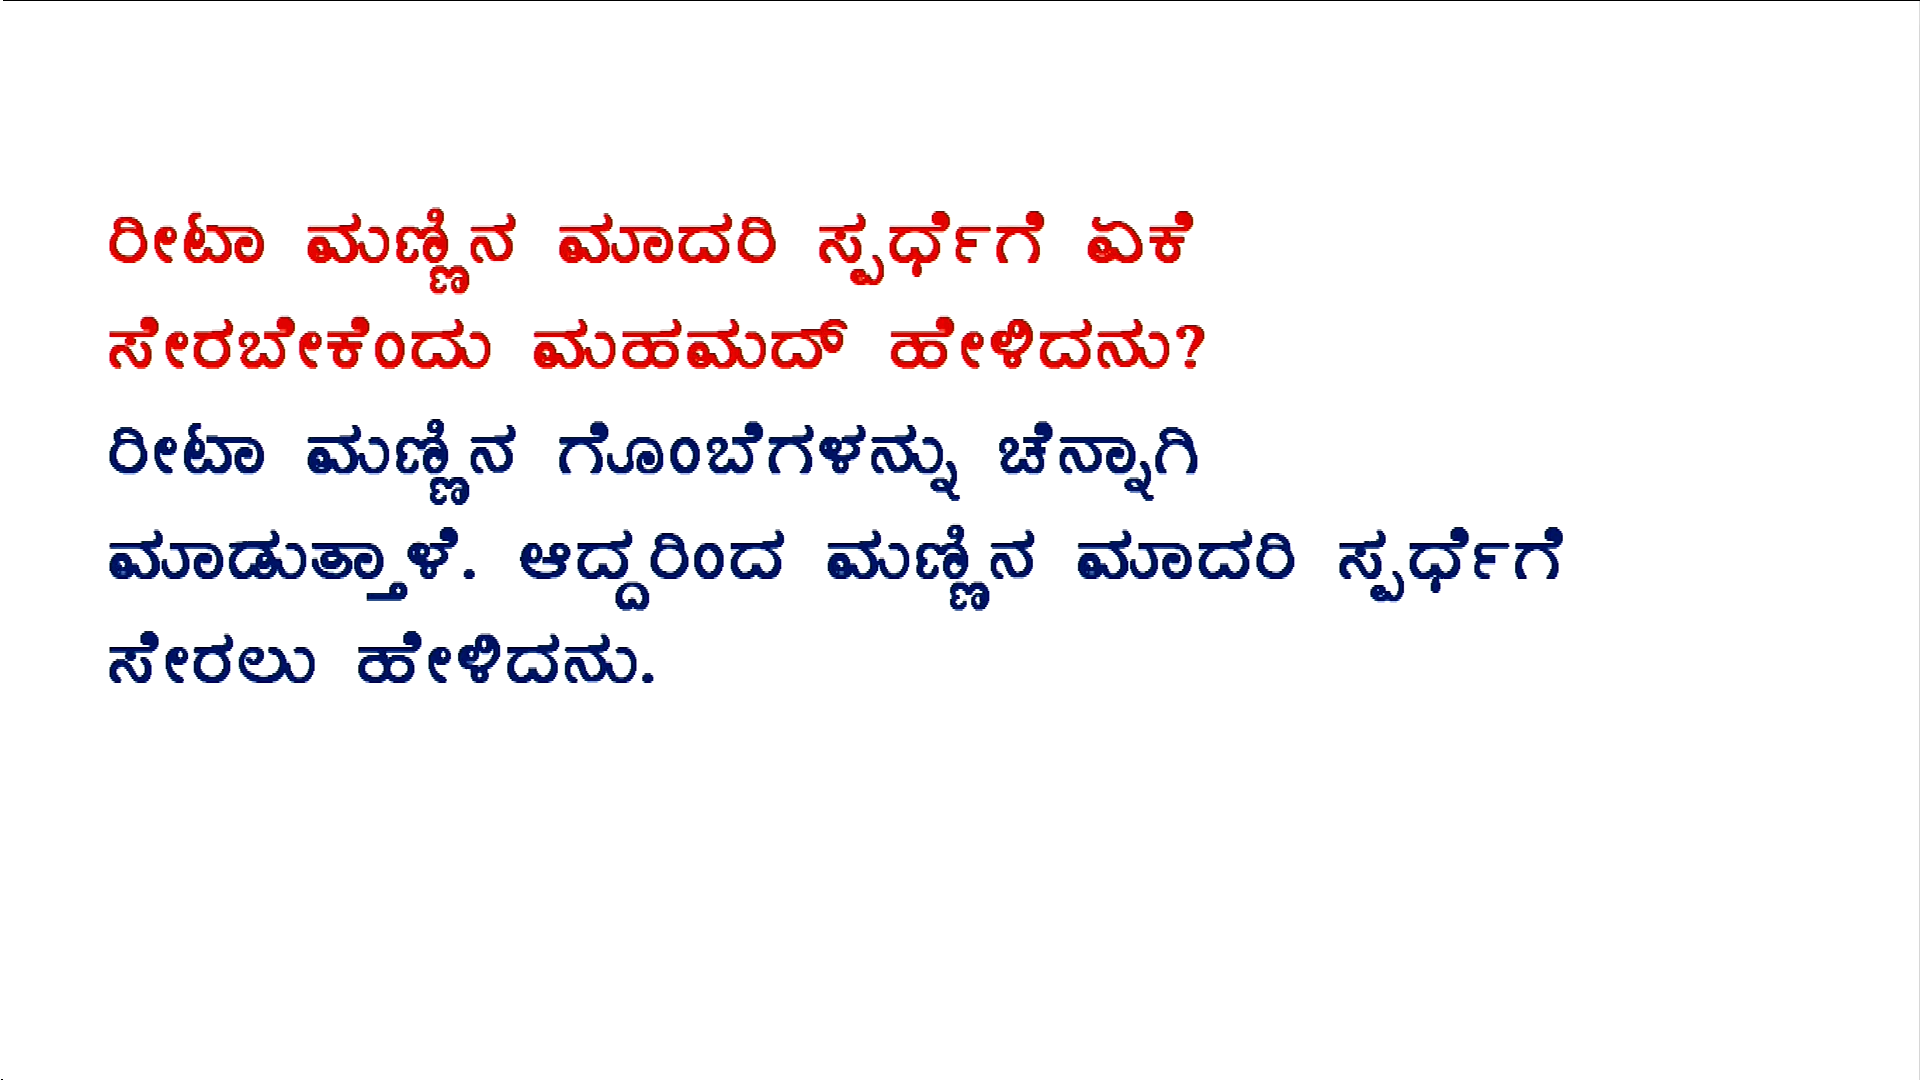 ರೀಟಾ ಮಣ್ಣಿನ ಮಾದರಿ ಸ್ಪರ್ಧೆಗೆ ಏಕೆ
ಸೇರಬೇಕೆಂದು ಮಹಮದ್ ಹೇಳಿದನು?
ರೀಟಾ ಮಣ್ಣಿನ ಗೊಂಬೆಗಳನ್ನು ಚೆನ್ನಾಗಿ
ಮಾಡುತ್ತಾಳೆ. ಆದ್ದರಿಂದ ಮಣ್ಣಿನ ಮಾದರಿ ಸ್ಪರ್ಧೆಗೆ
ಸೇರಲು ಹೇಳಿದನು.